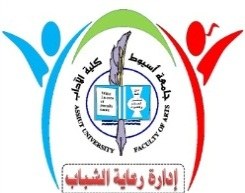 جامعة أسيوط
كلية الآداب
ASSIUT UNIVERSITY
FACULTY OF ARTS
إدارة رعاية الشباب